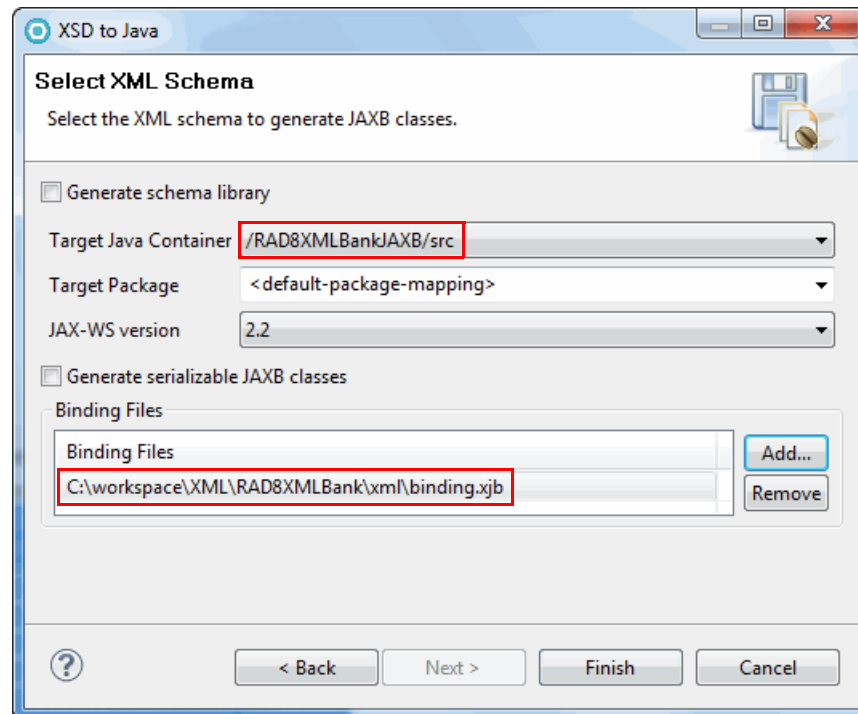 XSD to Java
Select XML Schema
Select the XML schema to generate JAXB classes.
Generate schema library
Target Java Container /RAD8XMLBankJAXB/src
Target Package <default-package-mapping>
JAX-WS version 2.2
Generate serializable JAXB classes
Binding Files
Binding Files
Add...
C:\workspace\XML\RAD8XMLBank\xml\binding.xjb
Remove
? < Back Next > Finish Cancel